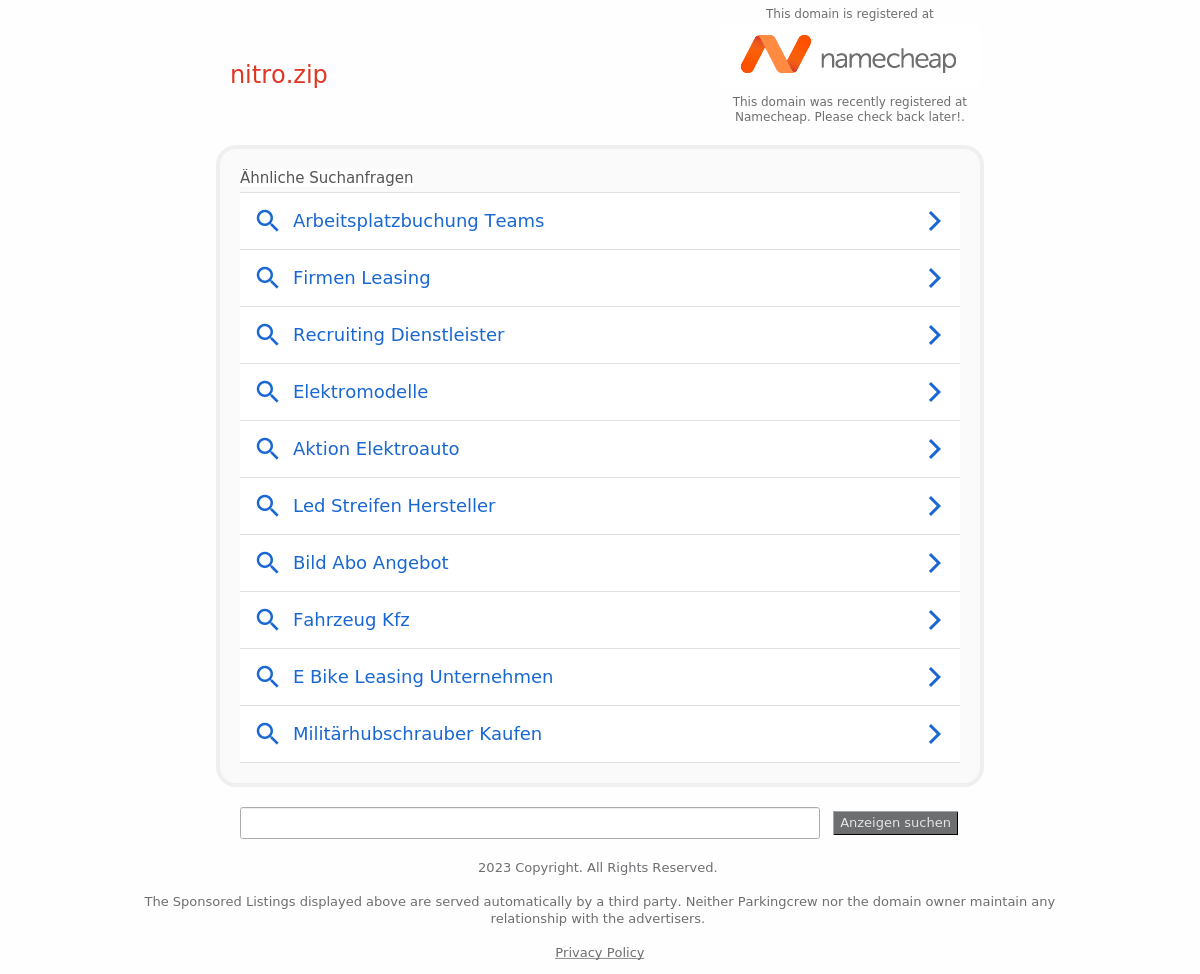 This domain is registered at
namecheap
nitro.zip
This domain was recently registered at
Namecheap. Please check back later!.
Ähnliche Suchanfragen
Arbeitsplatzbuchung Teams
Firmen Leasing
Recruiting Dienstleister
Elektromodelle
Aktion Elektroauto
Led Streifen Hersteller
Bild Abo Angebot
Fahrzeug Kfz
E Bike Leasing Unternehmen
Militärhubschrauber Kaufen
Anzeigen suchen
2023 Copyright. All Rights Reserved.
The Sponsored Listings displayed above are served automatically by a third party. Neither Parkingcrew nor the domain owner maintain any
relationship with the advertisers.
Privacy Policy